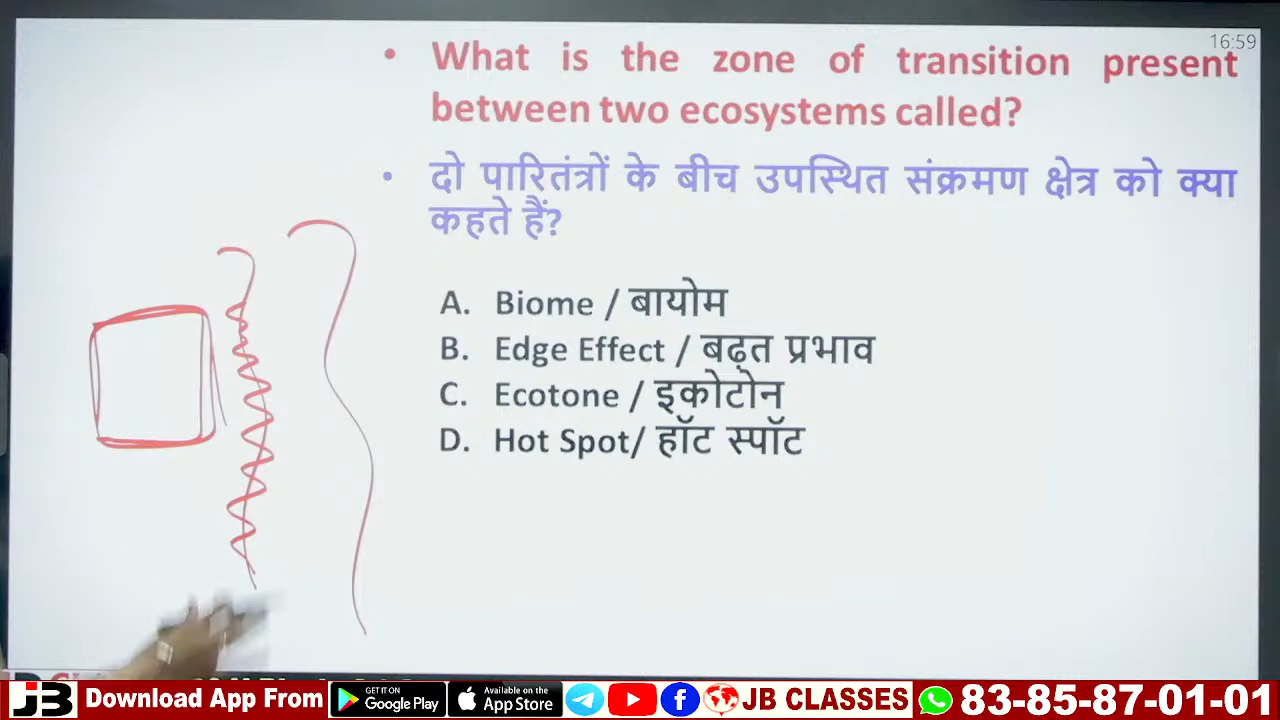 16:59
• What is the zone of transition present
between two ecosystems called?
• दो पारितंत्रों के बीच उपस्थित संक्रमण क्षेत्र को क्या
कहते हैं?
A. Biome / बायोम
B. Edge Effect / बढ़त प्रभाव
C. Ecotone / इकोटोन
D. Hot Spot/ हॉट स्पॉट
JB Download App From GET IT ON Google Play Available on the App Store JB CLASSES 83-85-87-01-01